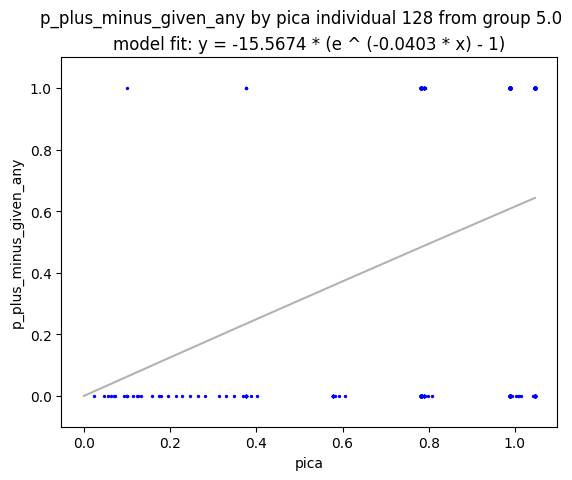 p_plus_minus_given_any by pica individual 128 from group 5.0
model fit: y = -15.5674 * (e ^ (-0.0403 * x) - 1)
1.0
0.8
0.6
0.4
0.2
0.0
p_plus_minus_given_any
0.0 0.2 0.4 0.6 0.8 1.0
pica